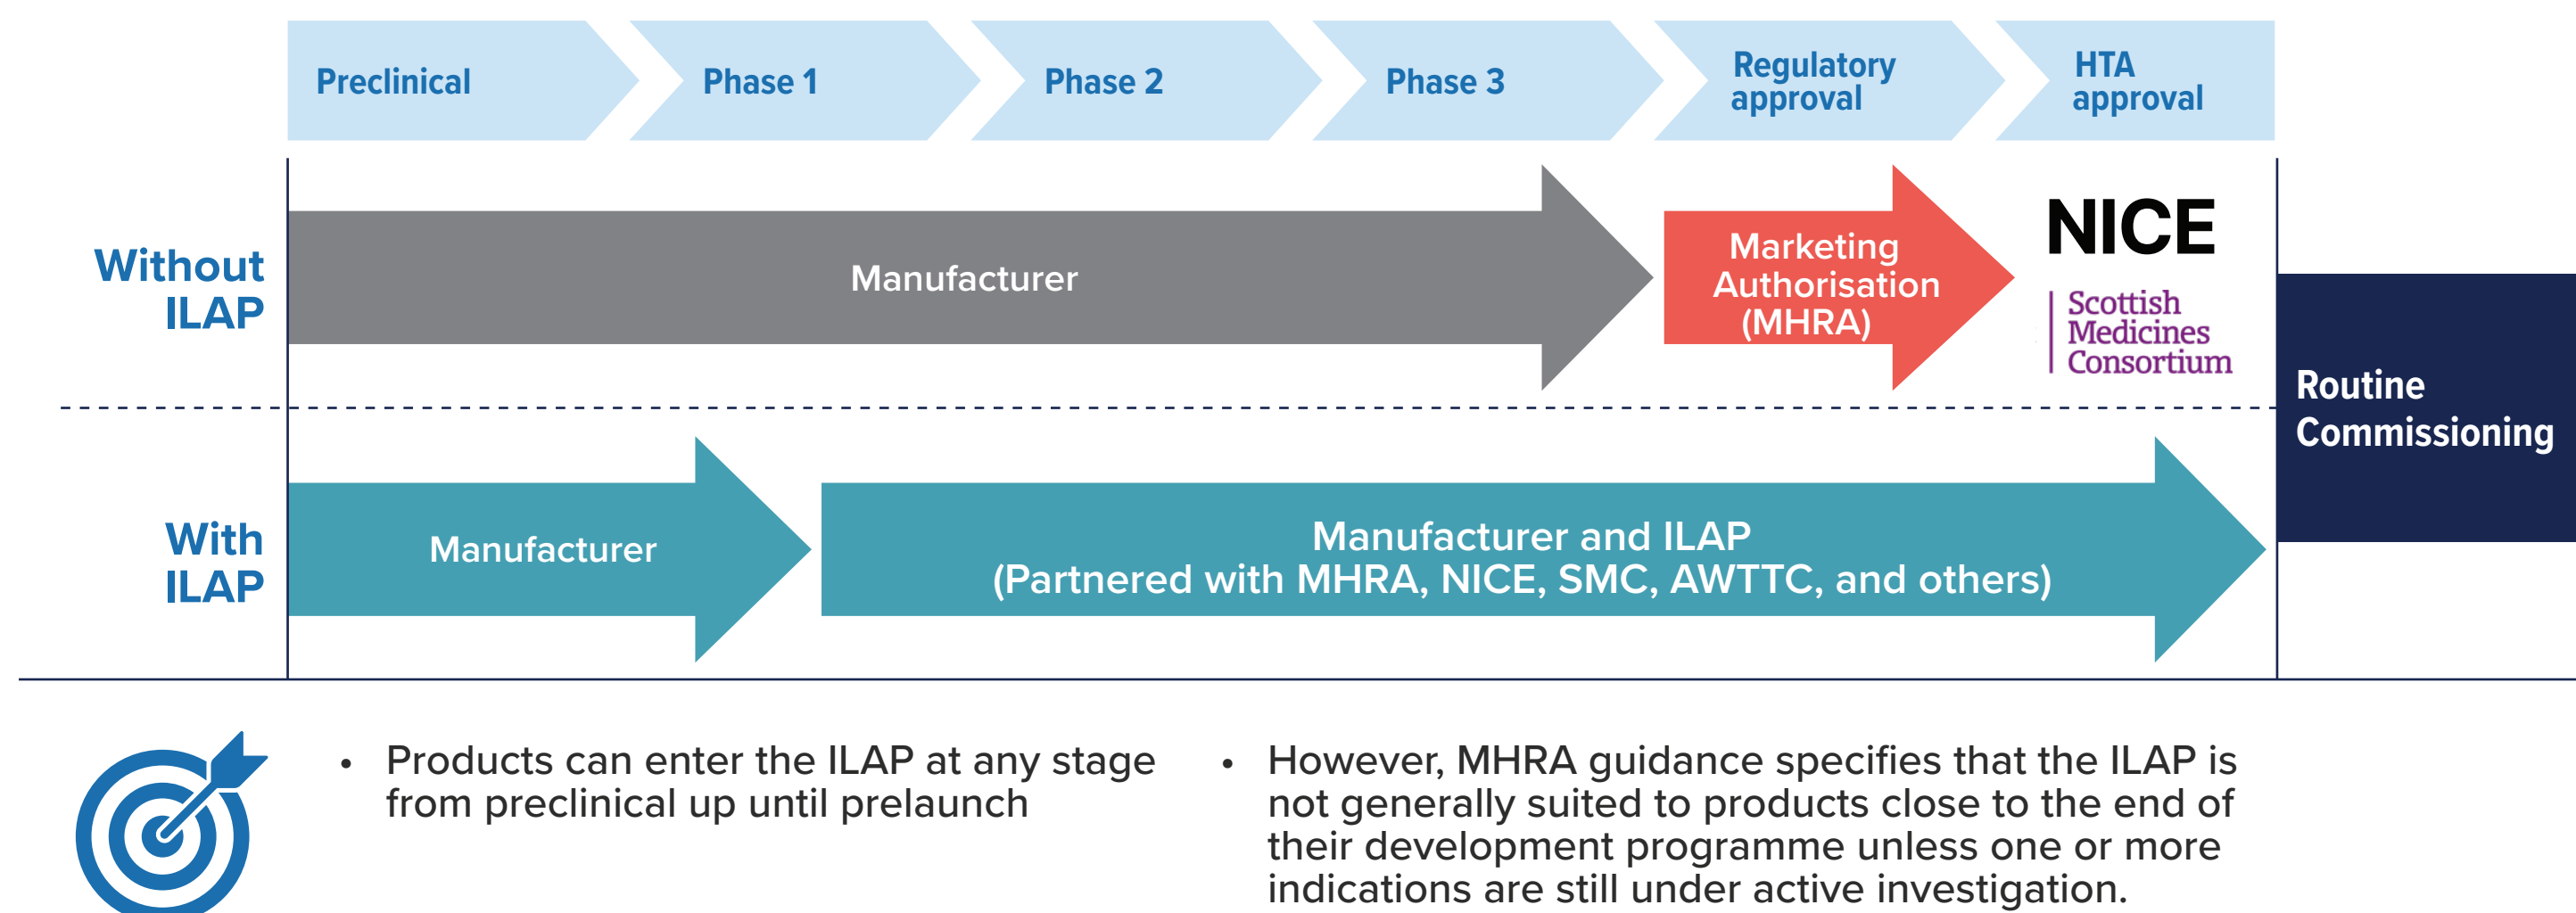 Preclinical
Phase 1
Phase 2
Phase 3
Regulatory
approval
HTA
approval
Without
ILAP
Manufacturer
Marketing
Authorisation
(MHRA)
NICE
Scottish
Medicines
Consortium
Routine
Commissioning
With
ILAP
Manufacturer
Manufacturer and ILAP
(Partnered with MHRA, NICE, SMC, AWTTC, and others)
• Products can enter the ILAP at any stage
from preclinical up until prelaunch
• However, MHRA guidance specifies that the ILAP is
not generally suited to products close to the end of
their development programme unless one or more
indications are still under active investigation.